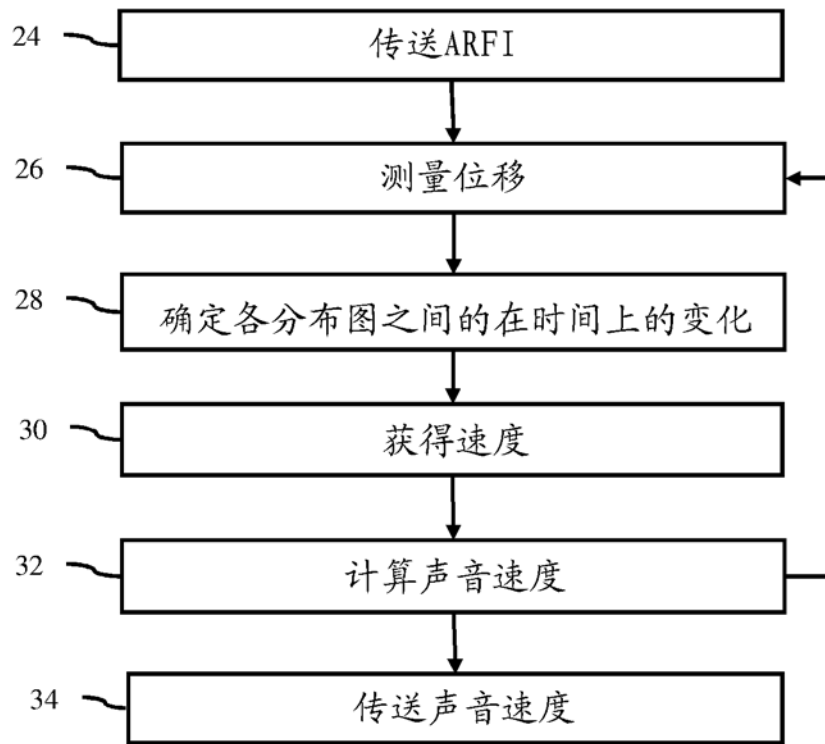 24 传送ARFI
26 测量位移
28 确定各分布图之间的在时间上的变化
30 获得速度
32 计算声音速度
34 传送声音速度